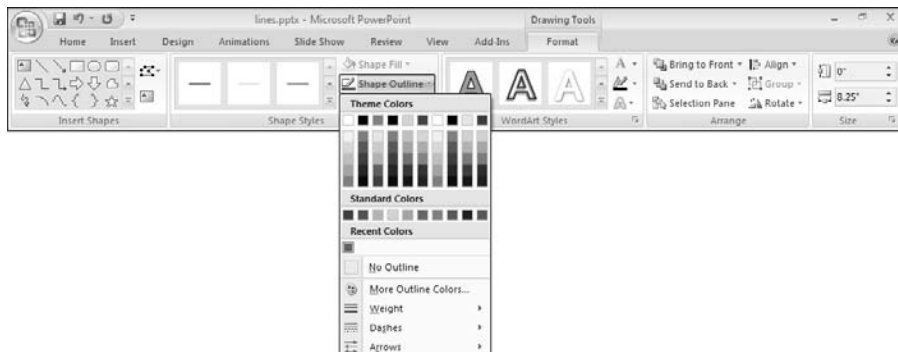 lines.pptx - Microsoft PowerPoint
Drawing Tools
Home Insert Design Animations Slide Show Review View Add-Ins Format
Shape Fill
Shape Outline
Bring to Front Align
Send to Back Group
Selection Pane Rotate
0"
8.25"
Insert Shapes Shape Styles WordArt Styles Arrange Size
Theme Colors
Standard Colors
Recent Colors
No Outline
More Outline Colors...
Weight
Dashes
Arrows